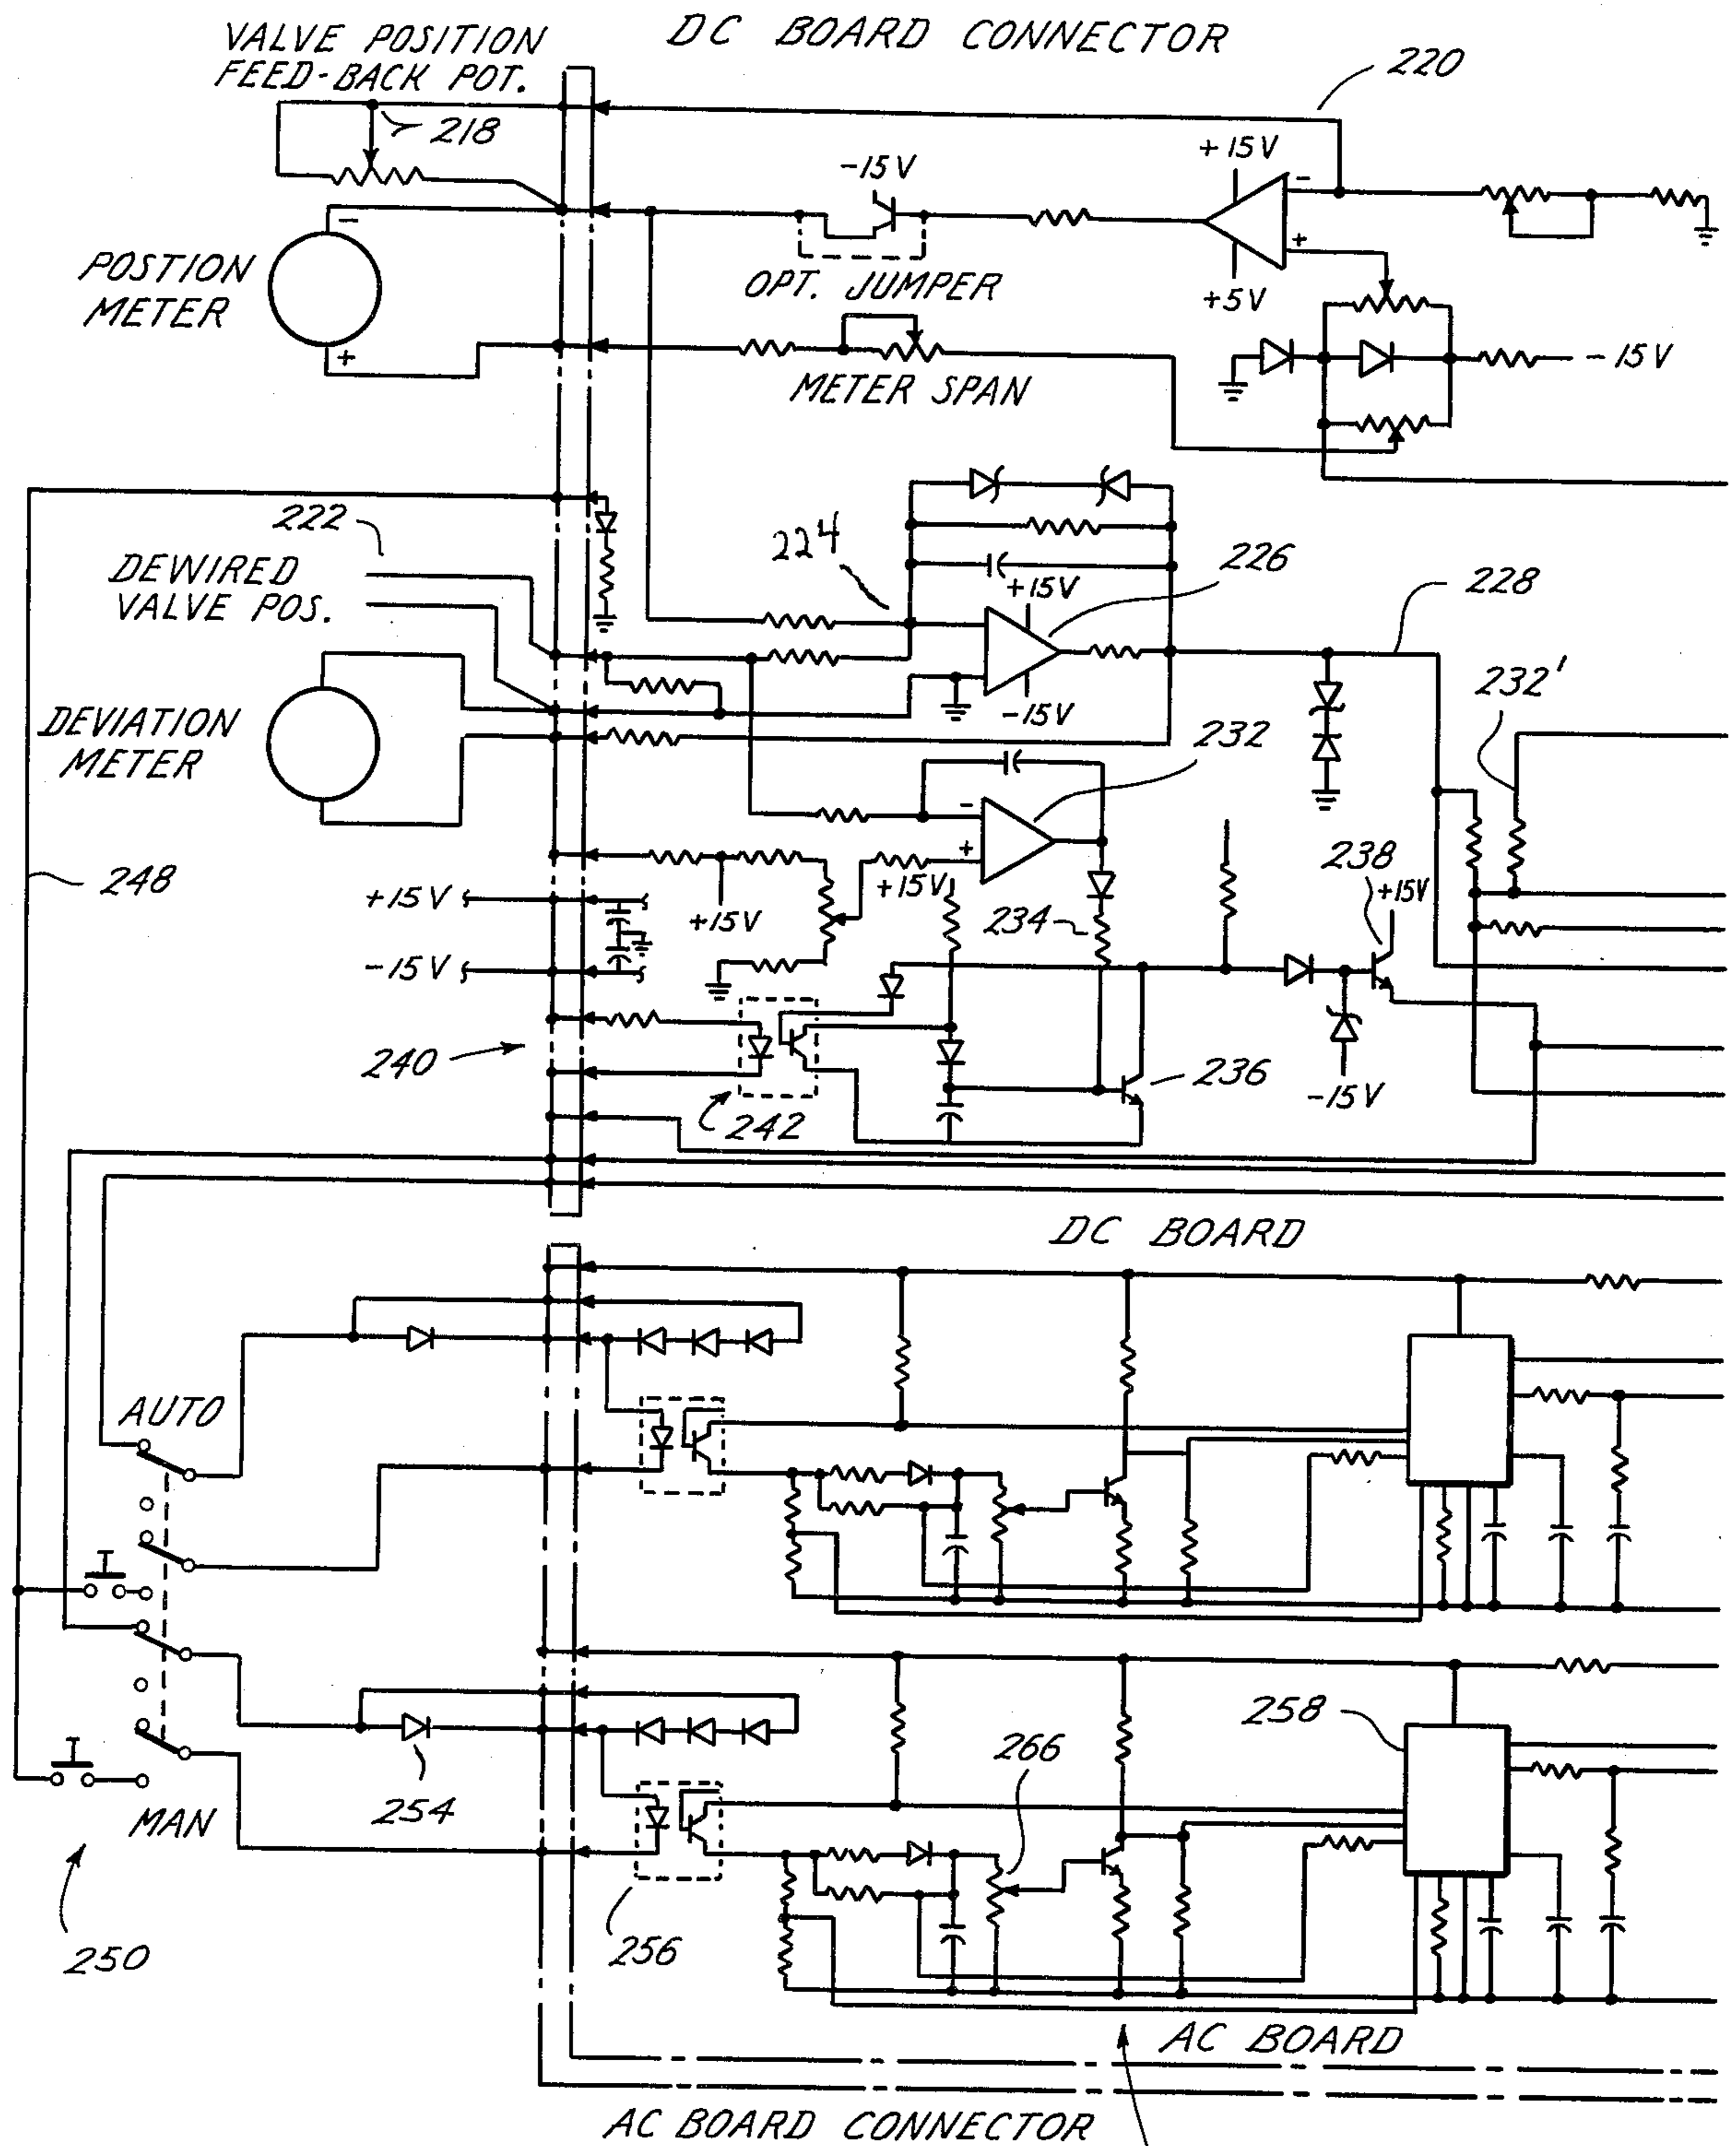 DC BOARD CONNECTOR
VALVE POSITION
FEED-BACK POT.
218
220
+15V
-15V
-
-
+
POSTION
METER
OPT. JUMPER
+5V
+
METER SPAN
-15V
222
224
226
DEWIRED
VALVE POS.
+15V
228
232'
-15V
DEVIATION
METER
232
-
+
248
+15V
+15V
+15V
234
238
+15V
-15V
240
242
236
-15V
DC BOARD
AUTO
258
266
254
MAN
256
250
AC BOARD
AC BOARD CONNECTOR